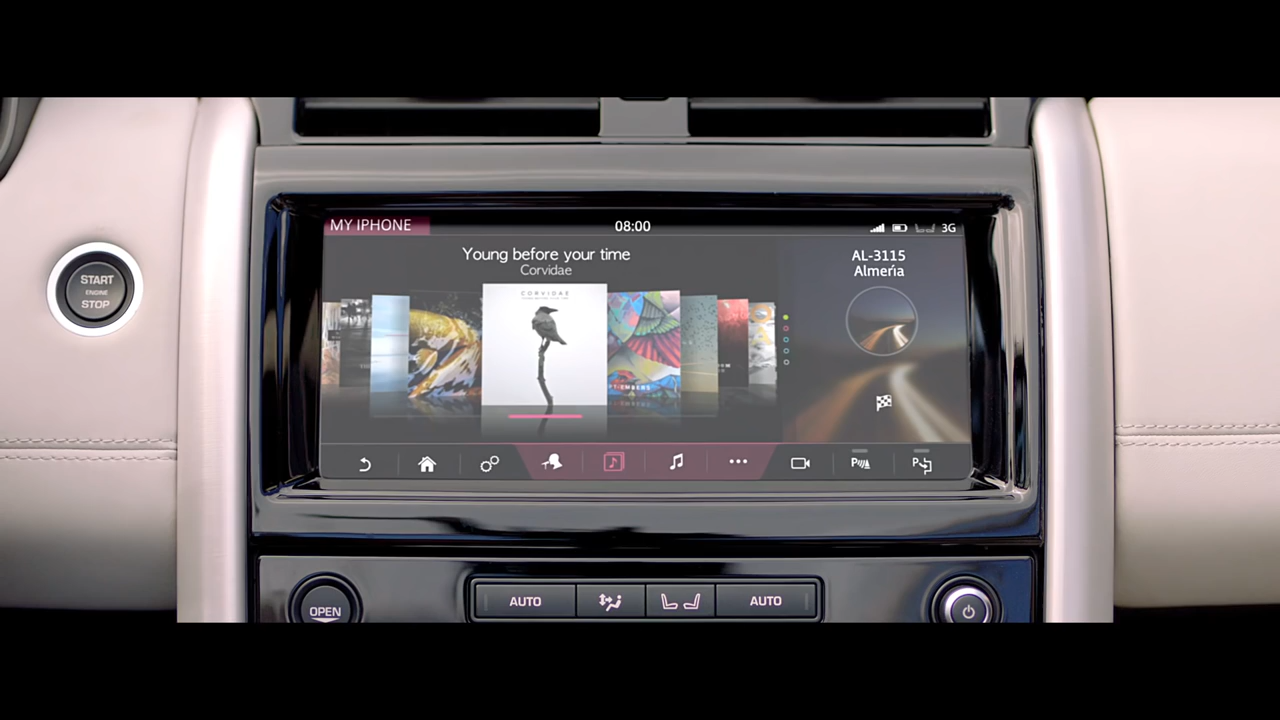 MY IPHONE
08:00
3G
Young before your time
Corvidae
AL-3115
Almería
CORVIDAE
START
ENGINE
STOP
OPEN
AUTO
AUTO